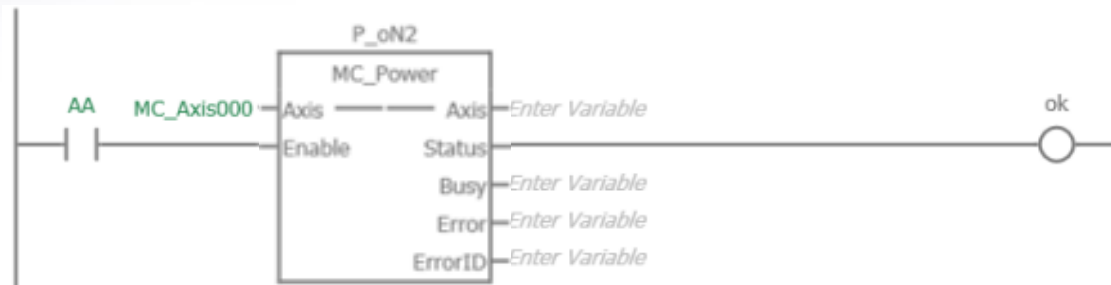 P_oN2
MC_Power
AA MC_Axis000 Axis Axis Enter Variable ok
Enable Status
Busy Enter Variable
Error Enter Variable
ErrorID Enter Variable